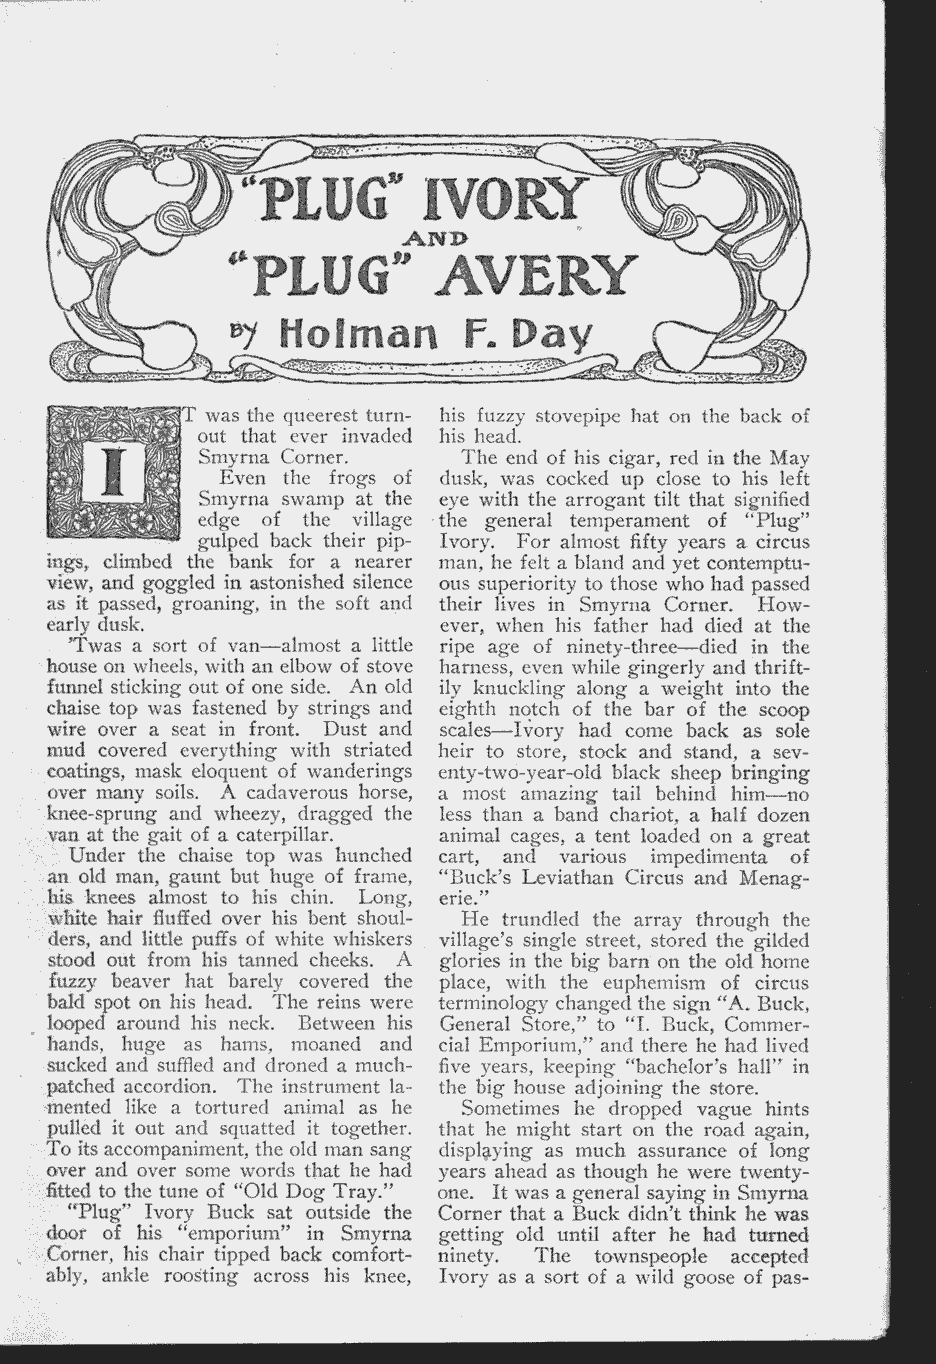 "PLUG" IVORY
AND
"PLUG" AVERY
By Holman F. Day
IT was the queerest turn-
out that ever invaded
Smyrna Corner.
Even the frogs of
Smyrna swamp at the
edge of the village
gulped back their pip-
ings, climbed the bank for a nearer
view, and goggled in astonished silence
as it passed, groaning, in the soft and
early dusk.
'Twas a sort of van—almost a little
house on wheels, with an elbow of stove
funnel sticking out of one side. An old
chaise top was fastened by strings and
wire over a seat in front. Dust and
mud covered everything with striated
coatings, mask eloquent of wanderings
over many soils. A cadaverous horse,
knee-sprung and wheezy, dragged the
van at the gait of a caterpillar.
Under the chaise top was hunched
an old man, gaunt but huge of frame,
his knees almost to his chin. Long,
white hair fluffed over his bent shoul-
ders, and little puffs of white whiskers
stood out from his tanned cheeks. A
fuzzy beaver hat barely covered the
bald spot on his head. The reins were
looped around his neck. Between his
hands, huge as hams, moaned and
sucked and suffled and droned a much-
patched accordion. The instrument la-
mented like a tortured animal as he
pulled it out and squatted it together.
To its accompaniment, the old man sang
over and over some words that he had
fitted to the tune of "Old Dog Tray."
"Plug" Ivory Buck sat outside the
door of his "emporium" in Smyrna
Corner, his chair tipped back comfort-
ably, ankle roosting across his knee,
his fuzzy stovepipe hat on the back of
his head.
The end of his cigar, red in the May
dusk, was cocked up close to his left
eye with the arrogant tilt that signified
the general temperament of "Plug"
Ivory. For almost fifty years a circus
man, he felt a bland and yet contemptu-
ous superiority to those who had passed
their lives in Smyrna Corner. How-
ever, when his father had died at the
ripe age of ninety-three—died in the
harness, even while gingerly and thrift-
ily knuckling along a weight into the
eighth notch of the bar of the scoop
scales—Ivory had come back as sole
heir to store, stock and stand, a sev-
enty-two-year-old black sheep bringing
a most amazing tail behind him—no
less than a band chariot, a half dozen
animal cages, a tent loaded on a great
cart, and various impedimenta of
"Buck's Leviathan Circus and Menag-
erie."
He trundled the array through the
village's single street, stored the gilded
glories in the big barn on the old home
place, with the euphemism of circus
terminology changed the sign "A. Buck,
General Store," to "I. Buck, Commer-
cial Emporium," and there he had lived
five years, keeping "bachelor's hall" in
the big house adjoining the store.
Sometimes he dropped vague hints
that he might start on the road again,
displaying as much assurance of long
years ahead as though he were twenty-
one. It was a general saying in Smyrna
Corner that a Buck didn't think he was
getting old until after he had turned
ninety. The townspeople accepted
Ivory as a sort of a wild goose of pas-